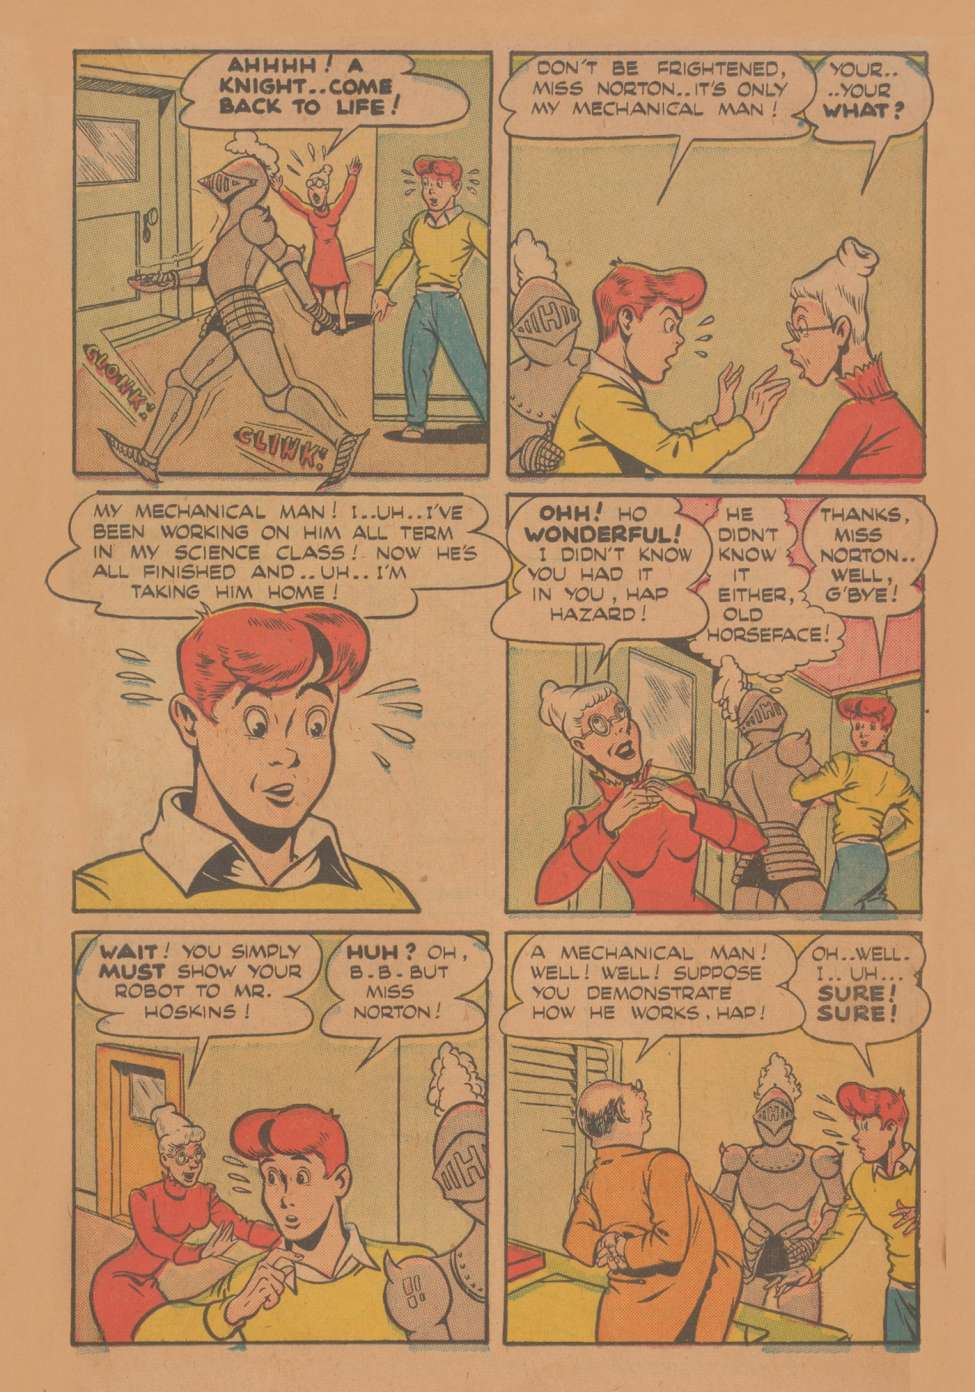 AHHHH! A
KNIGHT..COME
BACK TO LIFE!
CLONK!
CLINK!
DON'T BE FRIGHTENED,
MISS NORTON..IT'S ONLY
MY MECHANICAL MAN!
YOUR..
..YOUR
WHAT?
H
MY MECHANICAL MAN! I..UH..I'VE
BEEN WORKING ON HIM ALL TERM
IN MY SCIENCE CLASS! NOW HE'S
ALL FINISHED AND..UH..I'M
TAKING HIM HOME!
OHH! HO
WONDERFUL!
I DIDN'T KNOW
YOU HAD IT
IN YOU, HAP
HAZARD!
HE
DIDN'T
KNOW
IT
EITHER,
OLD
HORSEFACE!
THANKS,
MISS
NORTON..
WELL,
G'BYE!
H
WAIT! YOU SIMPLY
MUST SHOW YOUR
ROBOT TO MR.
HOSKINS!
HUH? OH,
B-B-BUT
MISS
NORTON!
H
A MECHANICAL MAN!
WELL! WELL! SUPPOSE
YOU DEMONSTRATE
HOW HE WORKS, HAP!
OH..WELL.
I.. UH...
SURE!
SURE!
H